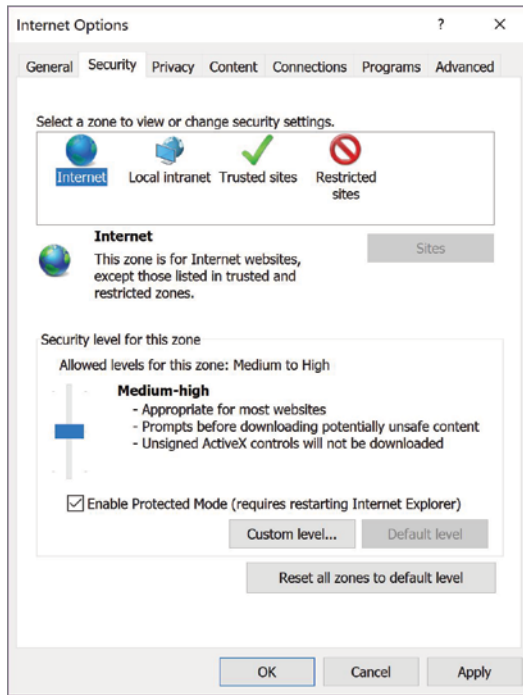 Internet Options
?
×
General Security Privacy Content Connections Programs Advanced
Select a zone to view or change security settings.
Internet Local intranet Trusted sites Restricted
sites
Internet
Sites
This zone is for Internet websites,
except those listed in trusted and
restricted zones.
Security level for this zone
Allowed levels for this zone: Medium to High
Medium-high
- Appropriate for most websites
- Prompts before downloading potentially unsafe content
- Unsigned ActiveX controls will not be downloaded
Enable Protected Mode (requires restarting Internet Explorer)
Custom level... Default level
Reset all zones to default level
OK Cancel Apply